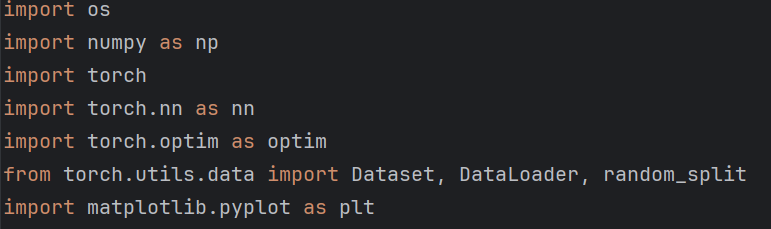 import os
import numpy as np
import torch
import torch.nn as nn
import torch.optim as optim
from torch.utils.data import Dataset, DataLoader, random_split
import matplotlib.pyplot as plt